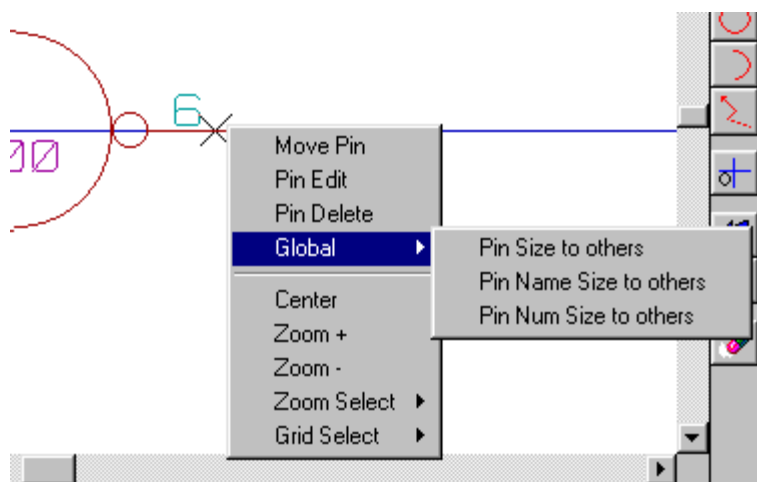 6
00
Move Pin
Pin Edit
Pin Delete
Global
Pin Size to others
Pin Name Size to others
Pin Num Size to others
Center
Zoom +
Zoom -
Zoom Select
Grid Select